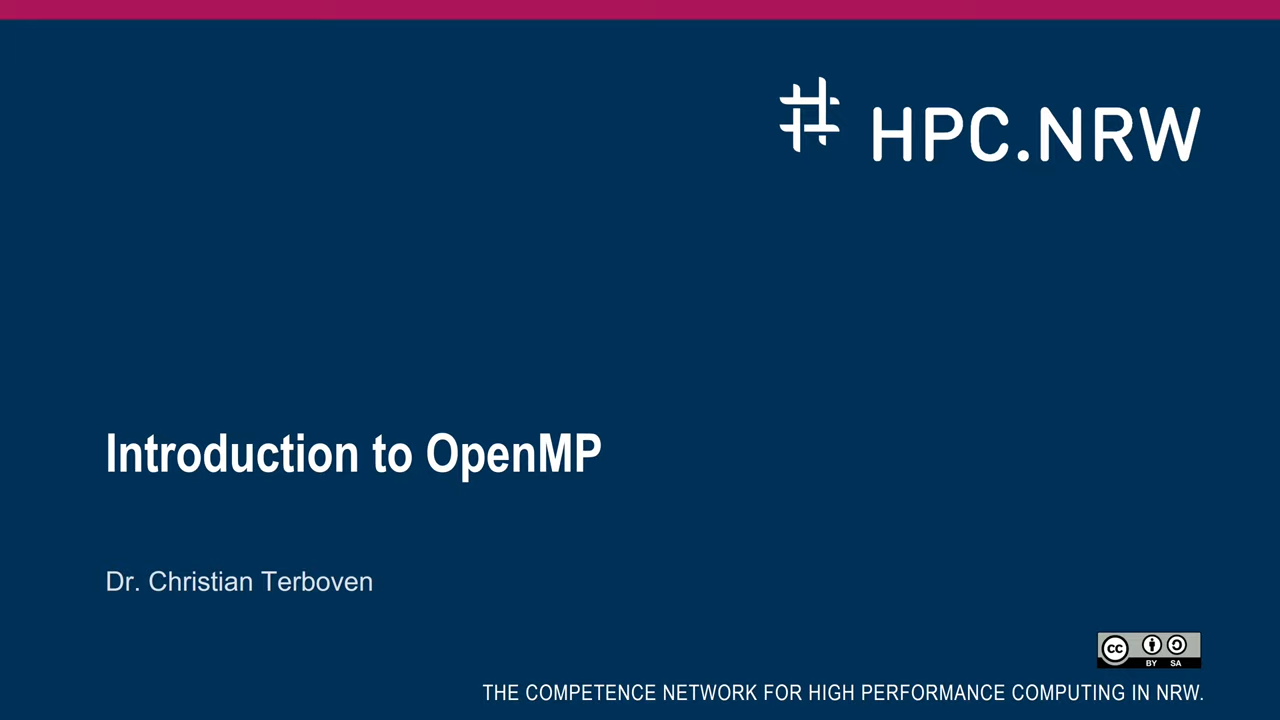 HPC.NRW
Introduction to OpenMP
Dr. Christian Terboven
cc BY SA
THE COMPETENCE NETWORK FOR HIGH PERFORMANCE COMPUTING IN NRW.